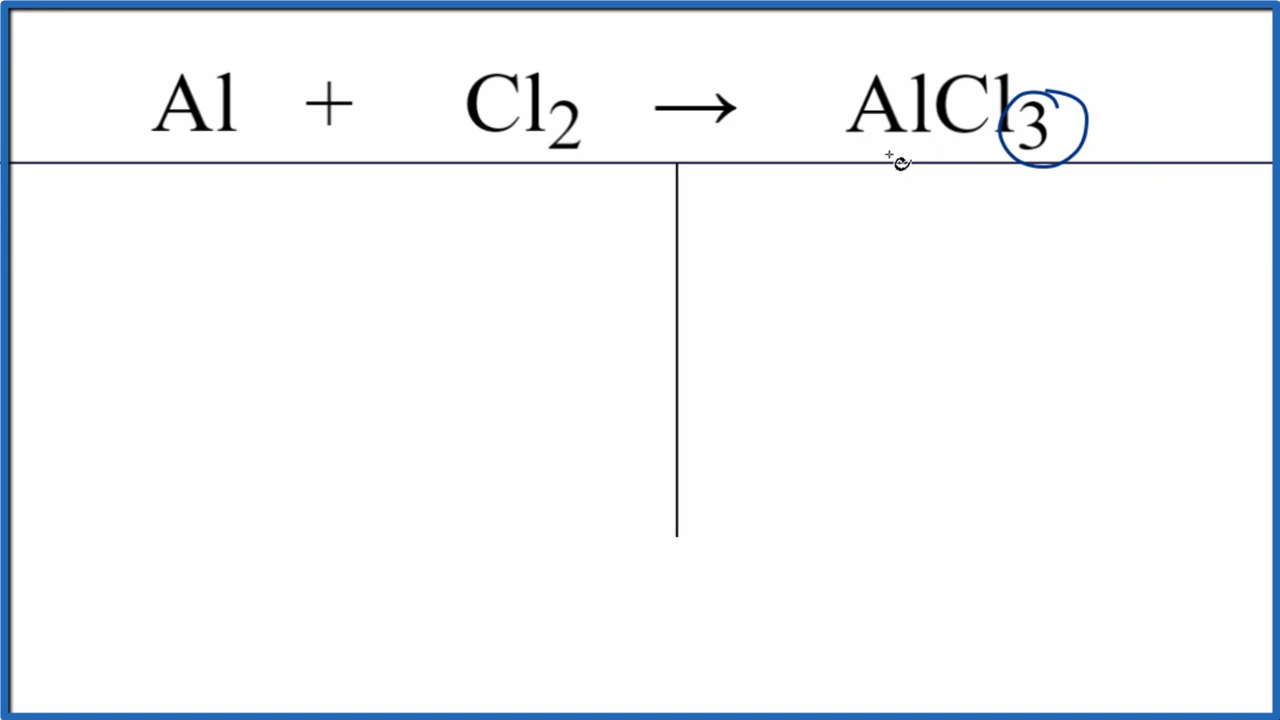 Al + Cl₂ → AlCl₃